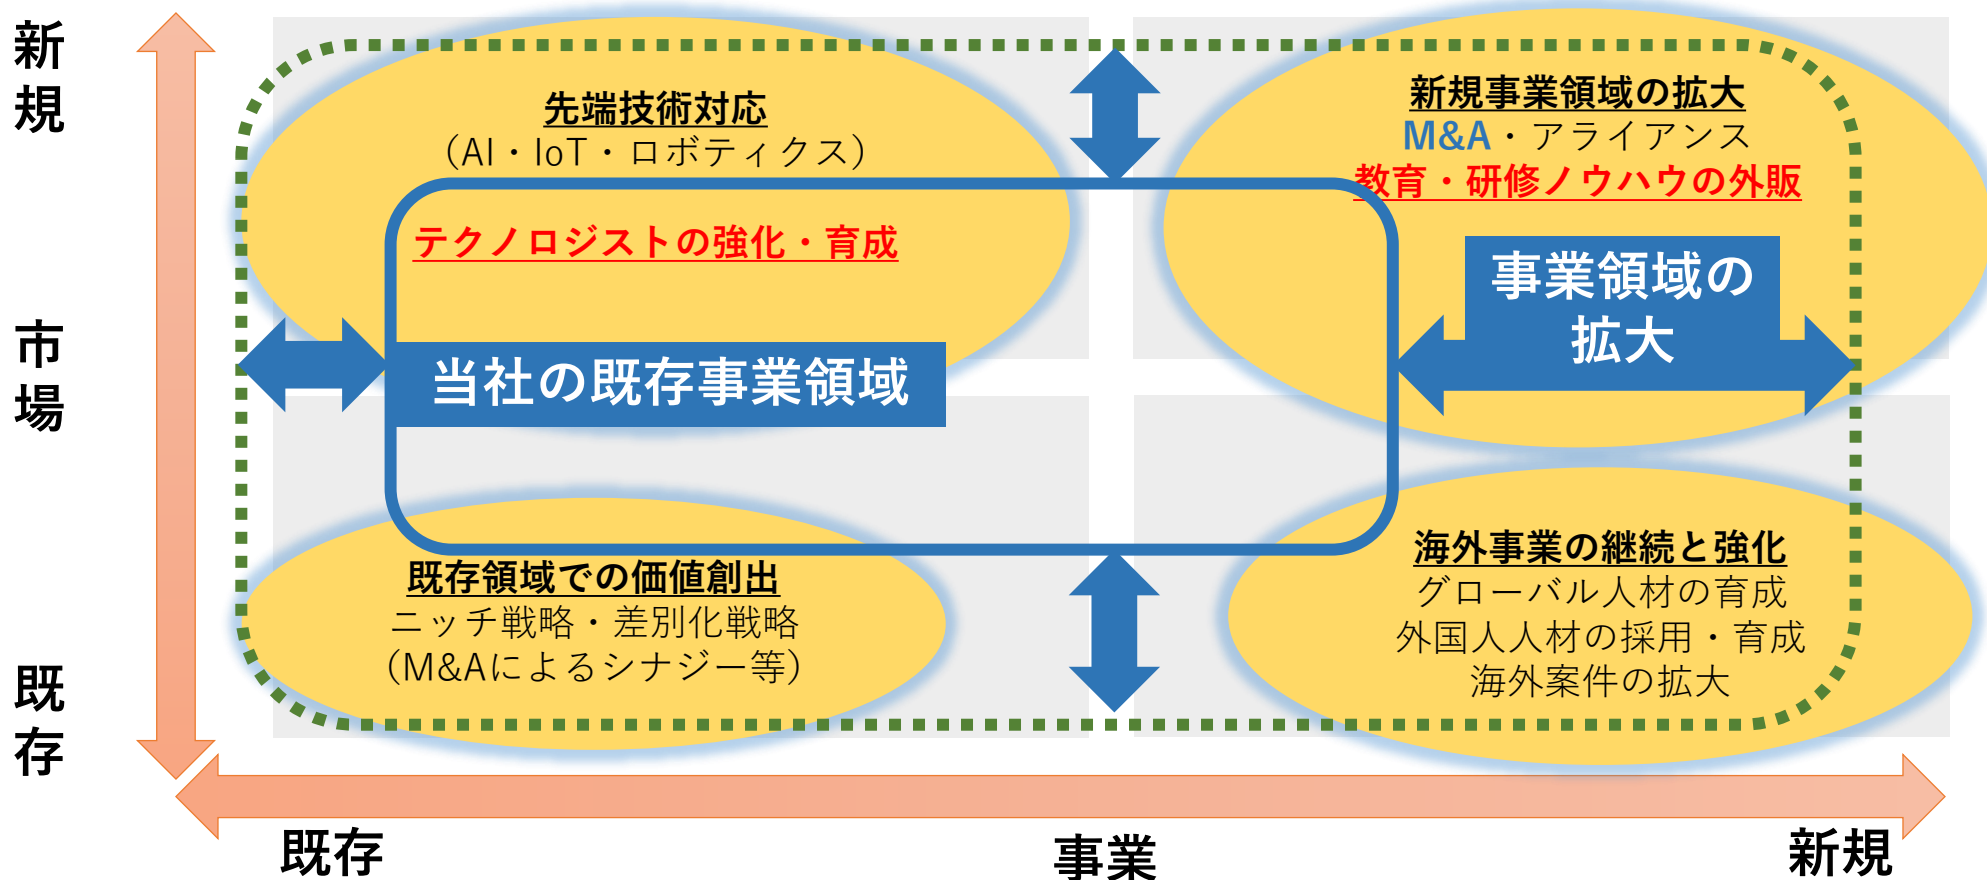 新
規
市
場
既
存
先端技術対応
（AI・IoT・ロボティクス）
テクノロジストの強化・育成
新規事業領域の拡大
M&A・アライアンス
教育・研修ノウハウの外販
事業領域の
拡大
当社の既存事業領域
既存領域での価値創出
ニッチ戦略・差別化戦略
（M&Aによるシナジー等）
海外事業の継続と強化
グローバル人材の育成
外国人人材の採用・育成
海外案件の拡大
既存
事業
新規